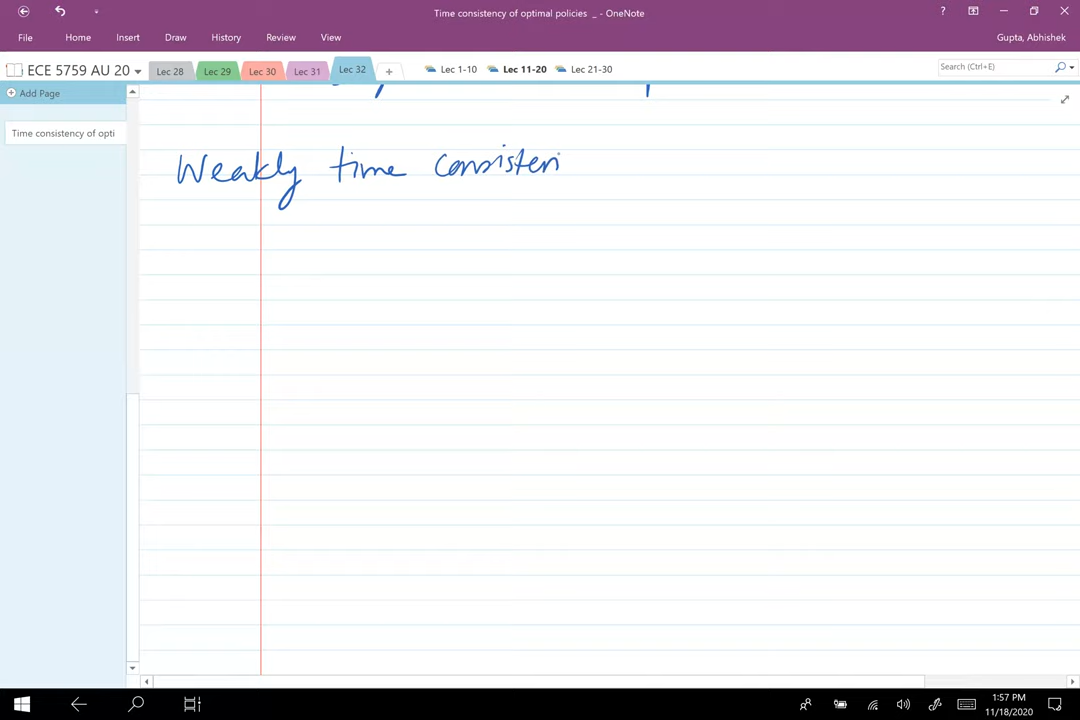 Time consistency of optimal policies _ - OneNote
?
File Home Insert Draw History Review View
Gupta, Abhishek
ECE 5759 AU 20
Lec 28 Lec 29 Lec 30 Lec 31 Lec 32 +
Lec 1-10 Lec 11-20 Lec 21-30
Search (Ctrl+E)
Add Page
Time consistency of opti
Weakly time consisten
1:57 PM
11/18/2020